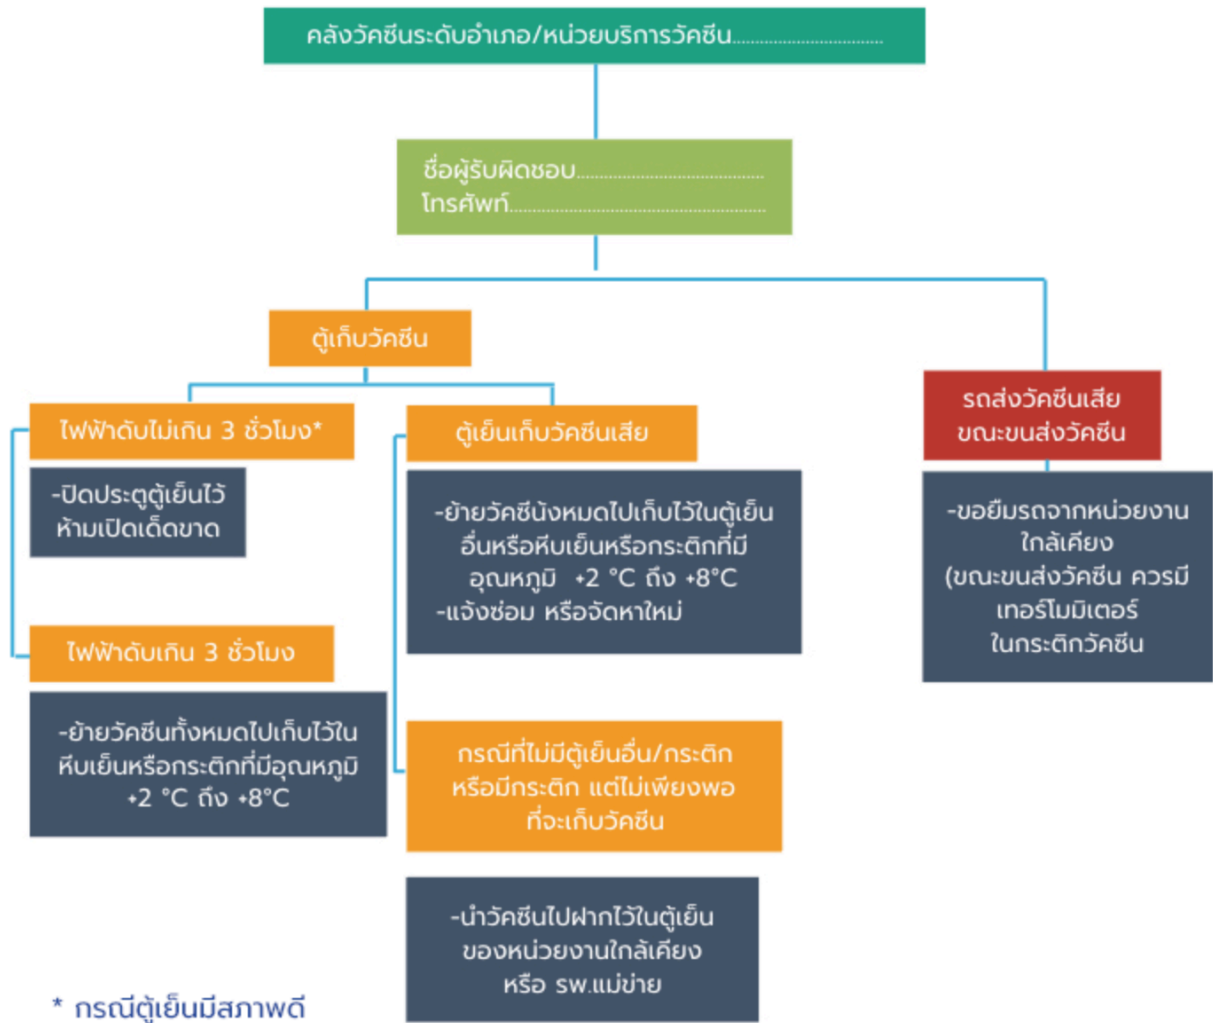 คลังวัคซีนระดับอำเภอ/หน่วยบริการวัคซีน..................................
ชื่อผู้รับผิดชอบ..........................................
โทรศัพท์..........................................................
ตู้เก็บวัคซีน
ไฟฟ้าดับไม่เกิน 3 ชั่วโมง*
-ปิดประตูตู้เย็นไว้
ห้ามเปิดเด็ดขาด
ไฟฟ้าดับเกิน 3 ชั่วโมง
-ย้ายวัคซีนทั้งหมดไปเก็บไว้ใน
หีบเย็นหรือกระติกที่มีอุณหภูมิ
+2 °C ถึง +8°C
ตู้เย็นเก็บวัคซีนเสีย
-ย้ายวัคซีนั้งหมดไปเก็บไว้ในตู้เย็น
อื่นหรือหีบเย็นหรือกระติกที่มี
อุณหภูมิ +2 °C ถึง +8°C
-แจ้งซ่อม หรือจัดหาใหม่
กรณีที่ไม่มีตู้เย็นอื่น/กระติก
หรือมีกระติก แต่ไม่เพียงพอ
ที่จะเก็บวัคซีน
-นำวัคซีนไปฝากไว้ในตู้เย็น
ของหน่วยงานใกล้เคียง
หรือ รพ.แม่ข่าย
รถส่งวัคซีนเสีย
ขณะขนส่งวัคซีน
-ขอยืมรถจากหน่วยงาน
ใกล้เคียง
(ขณะขนส่งวัคซีน ควรมี
เทอร์โมมิเตอร์
ในกระติกวัคซีน
* กรณีตู้เย็นมีสภาพดี